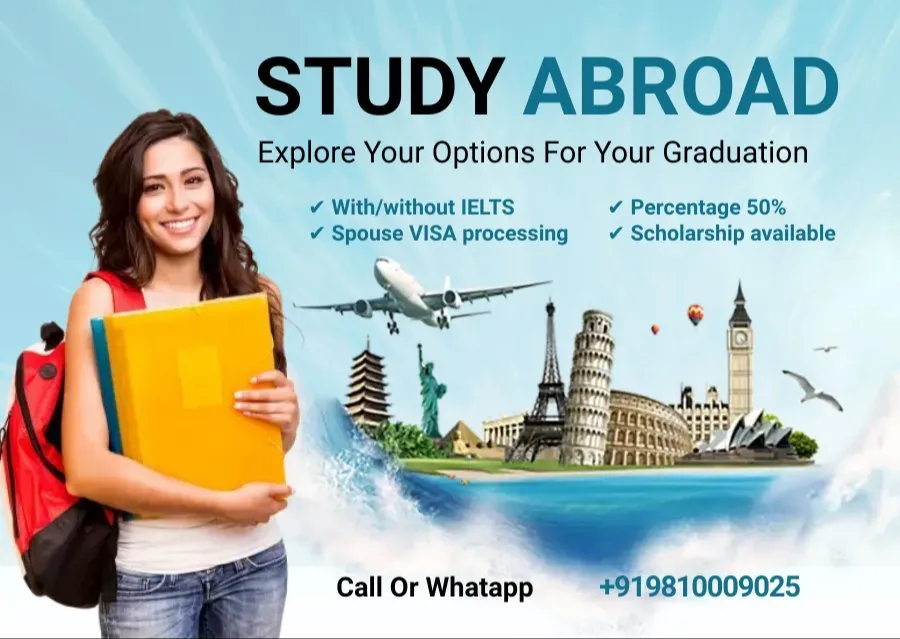 STUDY ABROAD
Explore Your Options For Your Graduation
✔ With/without IELTS
✔ Spouse VISA processing
✔ Percentage 50%
✔ Scholarship available
Call Or Whatapp +919810009025